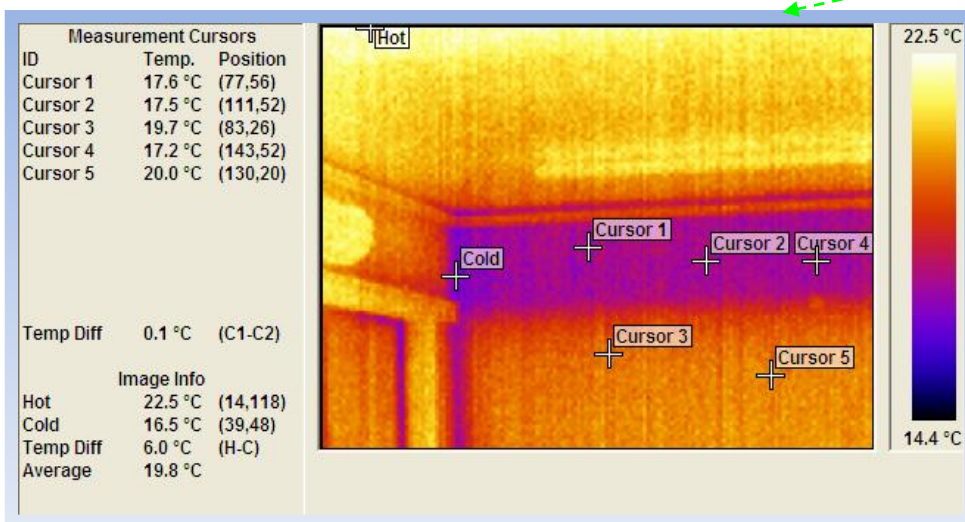 Measurement Cursors
ID Temp. Position
Cursor 1 17.6 °C (77,56)
Cursor 2 17.5 °C (111,52)
Cursor 3 19.7 °C (83,26)
Cursor 4 17.2 °C (143,52)
Cursor 5 20.0 °C (130,20)
Temp Diff 0.1 °C (C1-C2)
Image Info
Hot 22.5 °C (14,118)
Cold 16.5 °C (39,48)
Temp Diff 6.0 °C (H-C)
Average 19.8 °C
Hot
Cursor 1
Cursor 2
Cursor 4
Cold
Cursor 3
Cursor 5
22.5 °C
14.4 °C